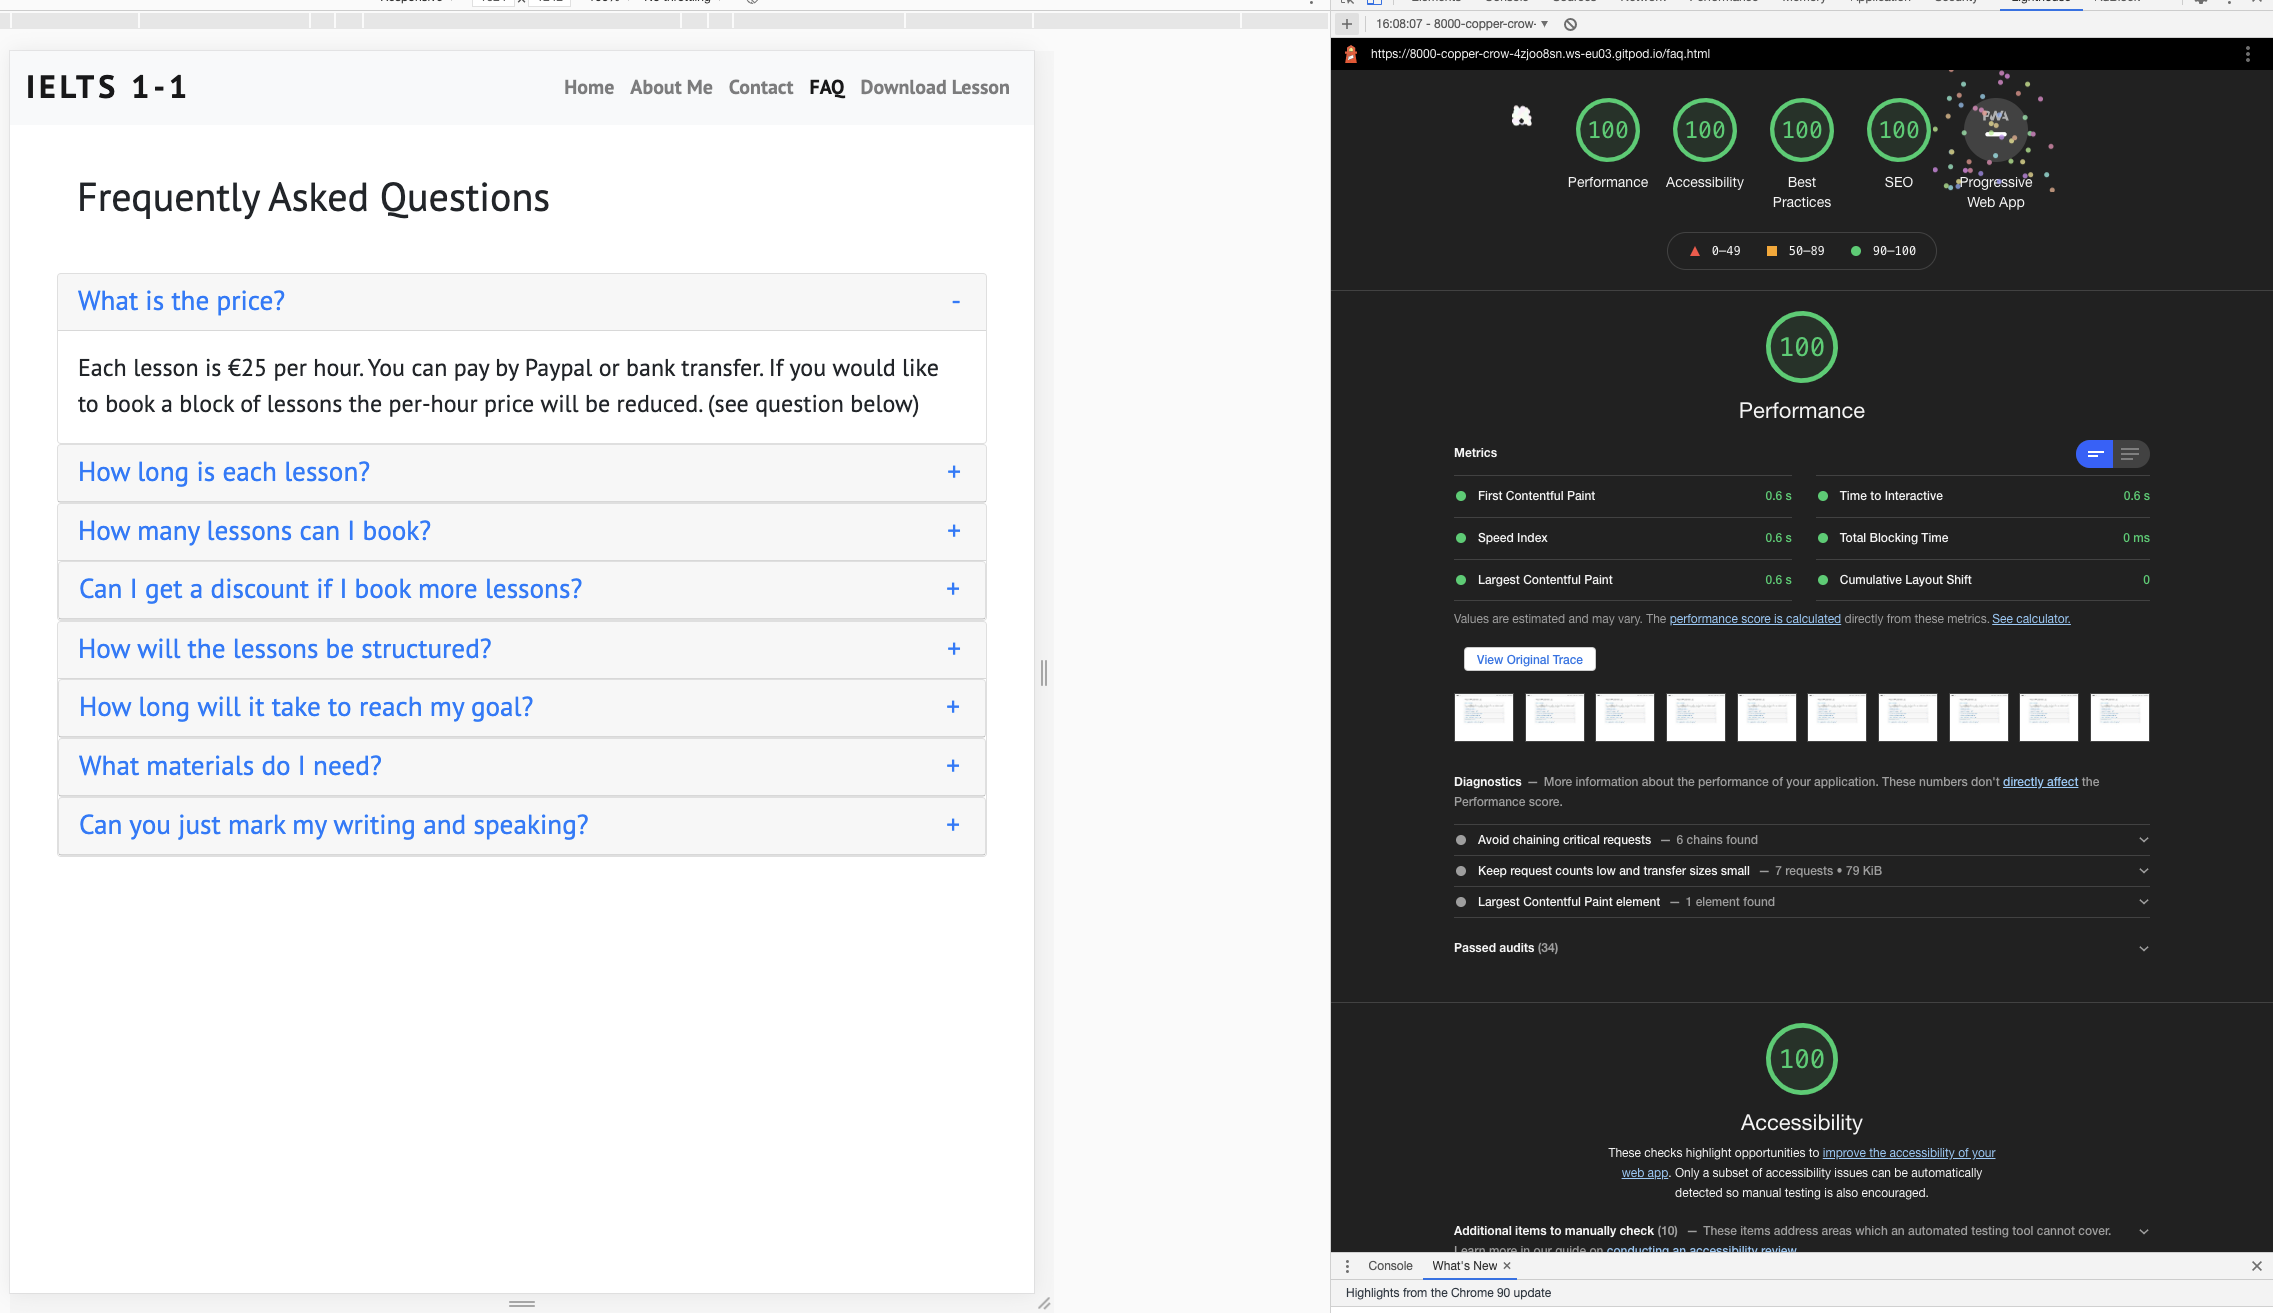 IELTS 1-1
Home About Me Contact FAQ Download Lesson
Frequently Asked Questions
What is the price? -
Each lesson is €25 per hour. You can pay by Paypal or bank transfer. If you would like
to book a block of lessons the per-hour price will be reduced. (see question below)
How long is each lesson? +
How many lessons can I book? +
Can I get a discount if I book more lessons? +
How will the lessons be structured? +
How long will it take to reach my goal? +
What materials do I need? +
Can you just mark my writing and speaking? +
16:08:07 - 8000-copper-crow-
https://8000-copper-crow-4zjoo8sn.ws-eu03.gitpod.io/faq.html
100 100 100 100 PWA
Performance Accessibility Best Practices SEO Progressive Web App
0–49 50–89 90–100
100
Performance
Metrics
First Contentful Paint 0.6 s Time to Interactive 0.6 s
Speed Index 0.6 s Total Blocking Time 0 ms
Largest Contentful Paint 0.6 s Cumulative Layout Shift 0
Values are estimated and may vary. The performance score is calculated directly from these metrics. See calculator.
View Original Trace
Diagnostics — More information about the performance of your application. These numbers don't directly affect the
Performance score.
Avoid chaining critical requests — 6 chains found
Keep request counts low and transfer sizes small — 7 requests • 79 KiB
Largest Contentful Paint element — 1 element found
Passed audits (34)
100
Accessibility
These checks highlight opportunities to improve the accessibility of your
web app. Only a subset of accessibility issues can be automatically
detected so manual testing is also encouraged.
Additional items to manually check (10) — These items address areas which an automated testing tool cannot cover.
Learn more in our guide on conducting an accessibility review.
Console What's New ×
Highlights from the Chrome 90 update